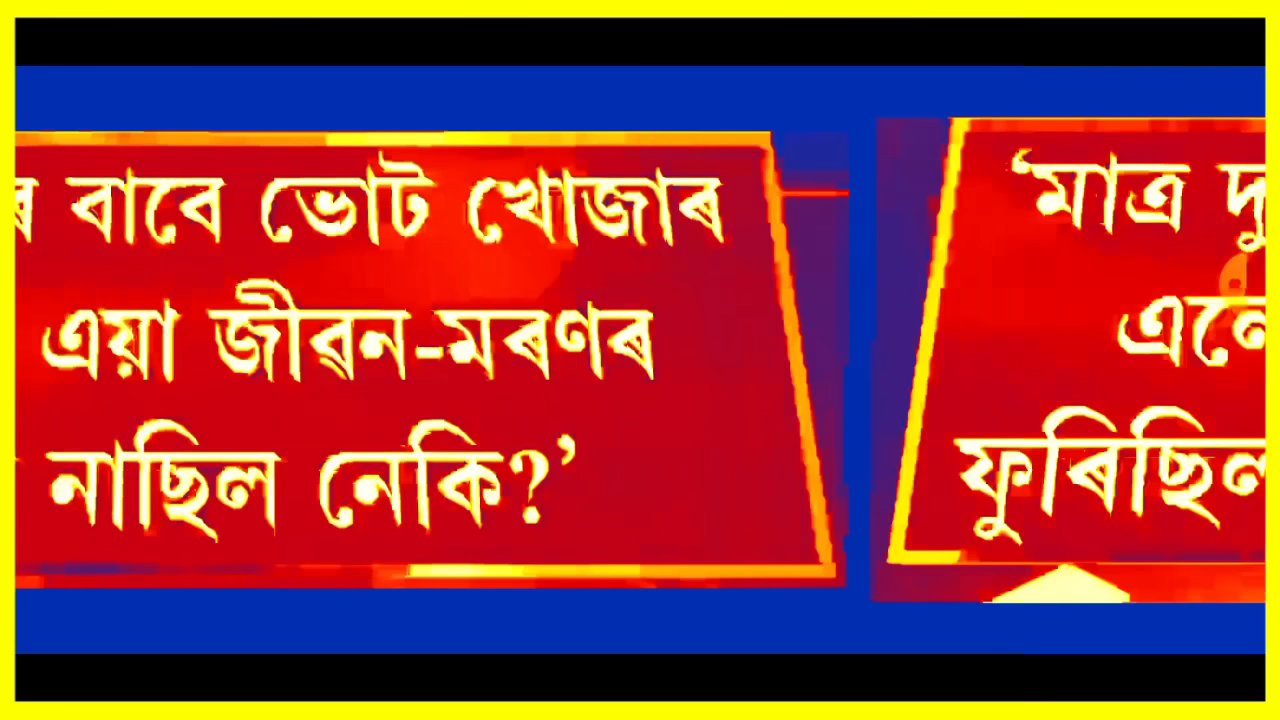 বাবে ভোট খোজাৰ
এয়া জীৱন-মৰণৰ
নাছিল নেকি?’
‘মাত্ৰ